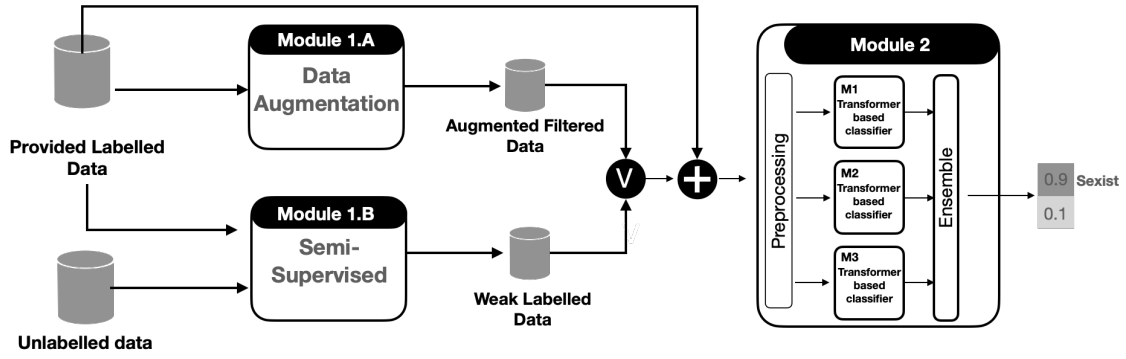 Provided Labelled
Data
Unlabelled data
Module 1.A
Data
Augmentation
Module 1.B
Semi-
Supervised
Augmented Filtered
Data
Weak Labelled
Data
V
+
Module 2
Preprocessing
M1
Transformer
based
classifier
M2
Transformer
based
classifier
M3
Transformer
based
classifier
Ensemble
0.9
Sexist
0.1